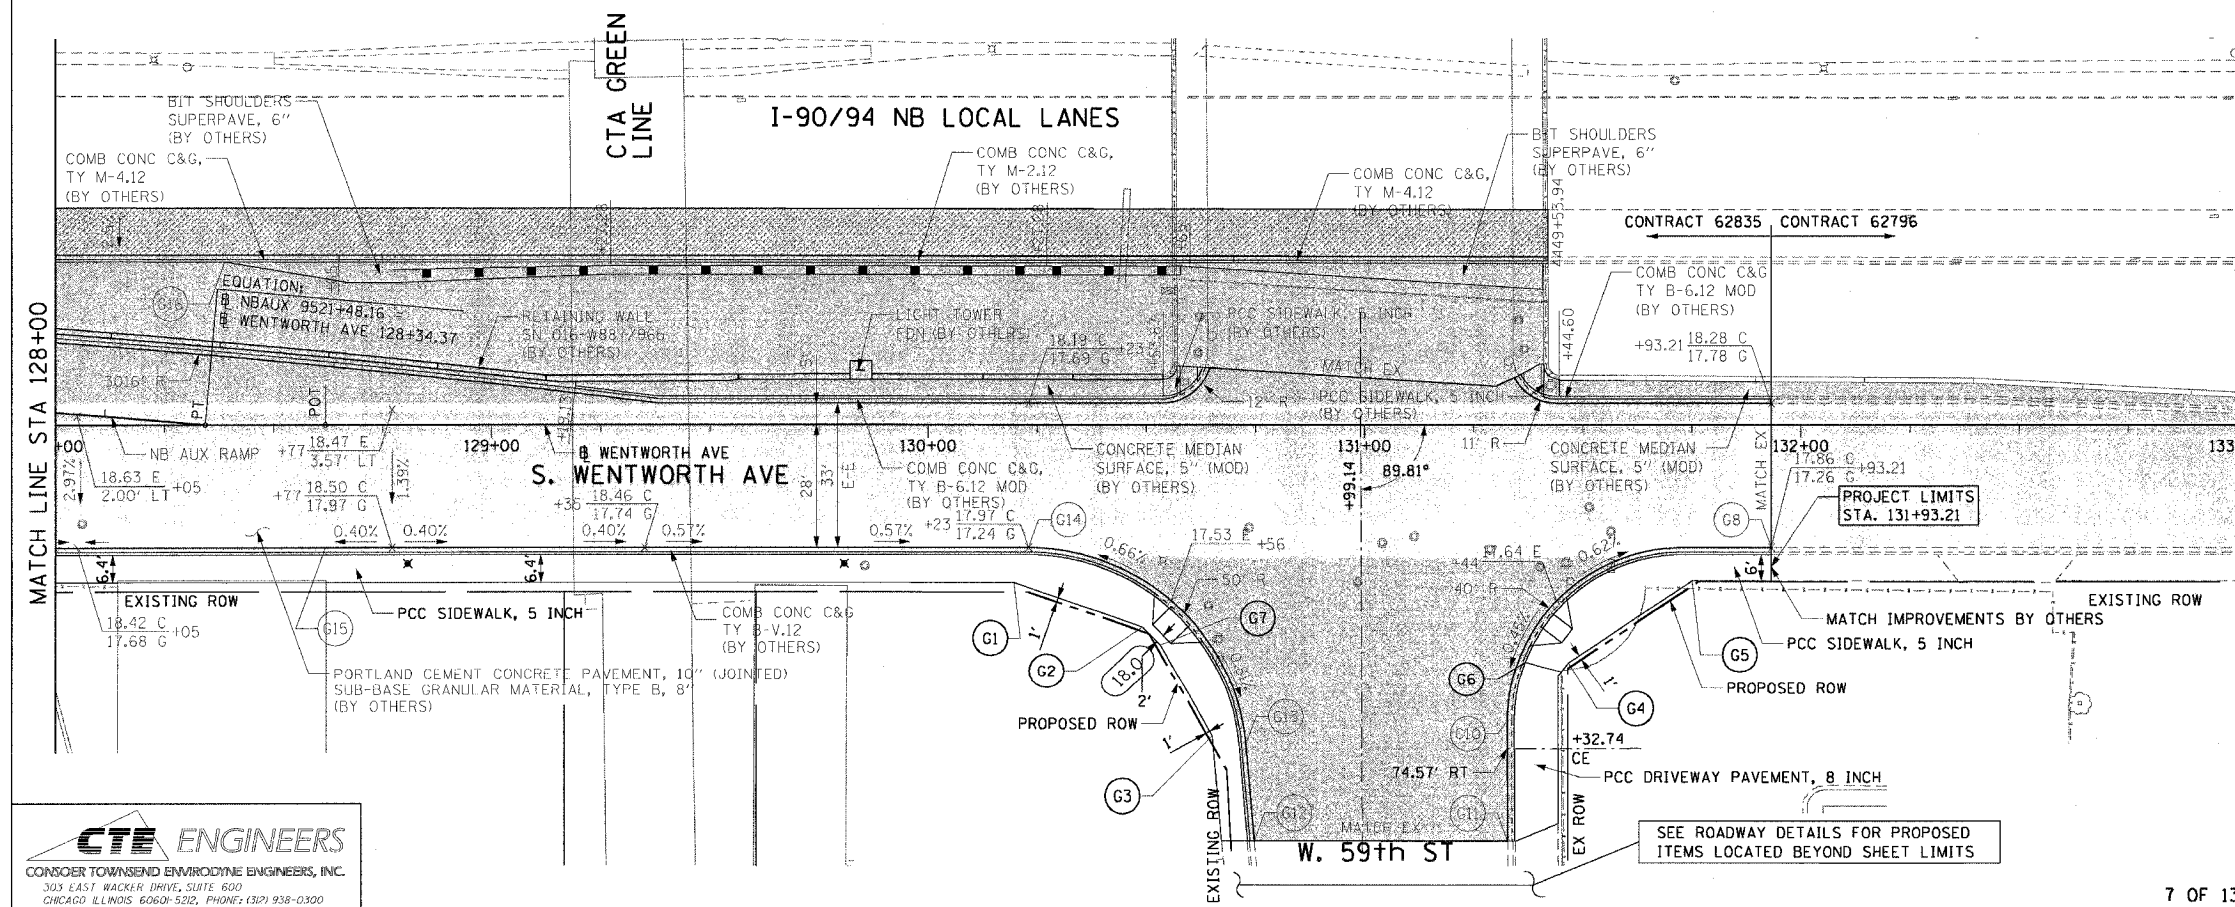 CTA GREEN
LINE
I-90/94 NB LOCAL LANES
BIT SHOULDERS
SUPERPAVE, 6"
(BY OTHERS)
COMB CONC C&G,
TY M-4.12
(BY OTHERS)
COMB CONC C&G,
TY M-2.12
(BY OTHERS)
COMB CONC C&G,
TY M-4.12
(BY OTHERS)
BIT SHOULDERS
SUPERPAVE, 6"
(BY OTHERS)
4449+53.94
CONTRACT 62835
CONTRACT 62796
COMB CONC C&G
TY B-6.12 MOD
(BY OTHERS)
+44.60
+93.21 18.28 C
17.78 G
MATCH LINE STA 128+00
G16
EQUATION:
NBAUX 9521+48.16 =
WENTWORTH AVE 128+34.37
RETAINING WALL
(BY OTHERS)
LIGHT TOWER
FDN (BY OTHERS)
18.19 C
17.69 G
PCC SIDEWALK, 5 INCH
(BY OTHERS)
MATCH EX
PCC SIDEWALK, 5 INCH
(BY OTHERS)
3016' R
PT
POT
5'
12' R
11' R
+00
129+00
130+00
131+00
132+00
133
NB AUX RAMP
+77 18.47 E
3.57' LT
2.97%
18.63 E
2.00' LT
+05
+77 18.50 C
17.97 G
1.39%
℄ WENTWORTH AVE
S. WENTWORTH AVE
+35 18.46 C
17.74 G
28'
33'
E-E
COMB CONC C&G,
TY B-6.12 MOD
(BY OTHERS)
CONCRETE MEDIAN
SURFACE, 5" (MOD)
(BY OTHERS)
+99.14
89.81°
CONCRETE MEDIAN
SURFACE, 5" (MOD)
(BY OTHERS)
MATCH EX
17.86 C
17.26 G
+93.21
PROJECT LIMITS
STA. 131+93.21
0.40%
0.40%
0.40%
0.57%
0.57%
+23 17.97 C
17.24 G
G14
0.66%
17.53 E
+56
+44 17.64 E
0.62%
G8
6.4'
6.4'
6'
EXISTING ROW
18.42 C
17.68 G
+05
PCC SIDEWALK, 5 INCH
G15
COMB CONC C&G
TY B-V.12
(BY OTHERS)
PORTLAND CEMENT CONCRETE PAVEMENT, 10" (JOINTED)
SUB-BASE GRANULAR MATERIAL, TYPE B, 8"
(BY OTHERS)
G1
1'
G2
18.0
2'
50' R
G7
40' R
0.45%
G6
1'
G4
G5
EXISTING ROW
MATCH IMPROVEMENTS BY OTHERS
PCC SIDEWALK, 5 INCH
PROPOSED ROW
PROPOSED ROW
1'
G3
G13
G10
74.57' RT
+32.74
CE
PCC DRIVEWAY PAVEMENT, 8 INCH
G12
G11
MATCH EX
W. 59th ST
EXISTING ROW
EX ROW
SEE ROADWAY DETAILS FOR PROPOSED
ITEMS LOCATED BEYOND SHEET LIMITS
CTE ENGINEERS
CONSOER TOWNSEND ENVIRODYNE ENGINEERS, INC.
303 EAST WACKER DRIVE, SUITE 600
CHICAGO ILLINOIS 60601-5212, PHONE: (312) 938-0300
7 OF 13